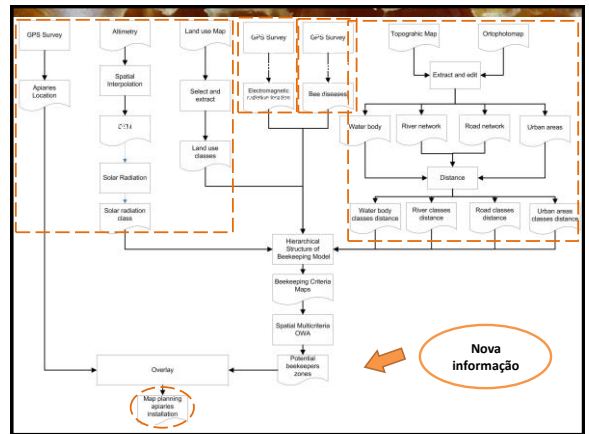 GPS Survey
Altimetry
Land use Map
GPS Survey
GPS Survey
Topograhic Map
Ortophotomap
Apiaries
Location
Spatial
Interpolation
Select and
extract
Electromagnetic
radiation location
Bee diseases
Extract and edit
Water body
River network
Road network
Urban areas
Land use
classes
Solar Radiation
Distance
Solar radiation
class
Water body
classes distance
River classes
distance
Road classes
distance
Urban areas
classes distance
Hierarchical
Structure of
Beekeeping Model
Beekeeping Criteria
Maps
Spatial Multicriteria
OWA
Potential
beekeepers
zones
Overlay
Map planning
apiaries
installation
Nova
informação